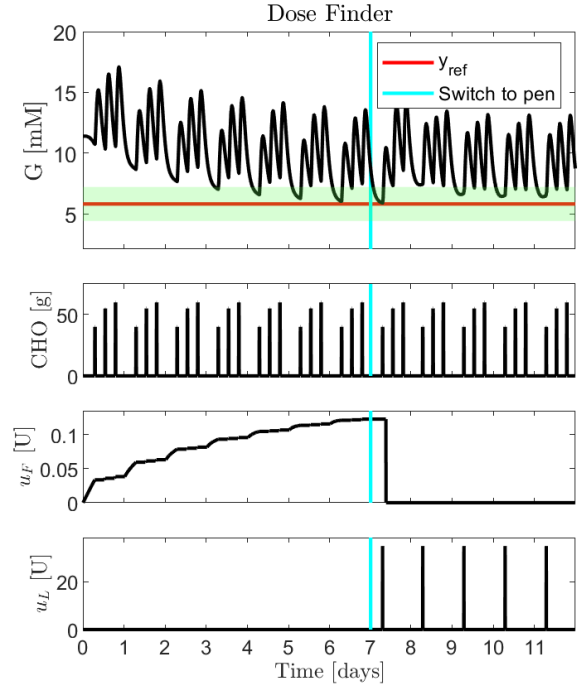 Dose Finder
20
15
10
5
G [mM]
y_ref
Switch to pen
50
0
CHO [g]
0.1
0.05
0
u_F [U]
20
0
u_L [U]
0 1 2 3 4 5 6 7 8 9 10 11
Time [days]